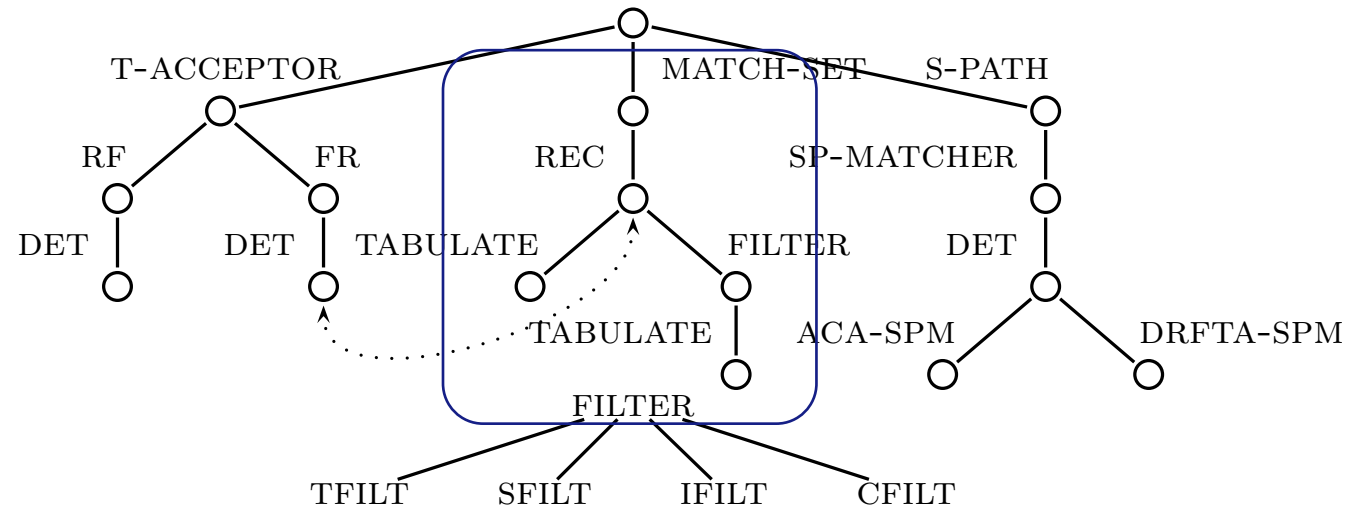 T-ACCEPTOR MATCH-SET S-PATH
RF FR REC SP-MATCHER
DET DET TABULATE FILTER DET
TABULATE ACA-SPM DRFTA-SPM
FILTER
TFILT SFILT IFILT CFILT